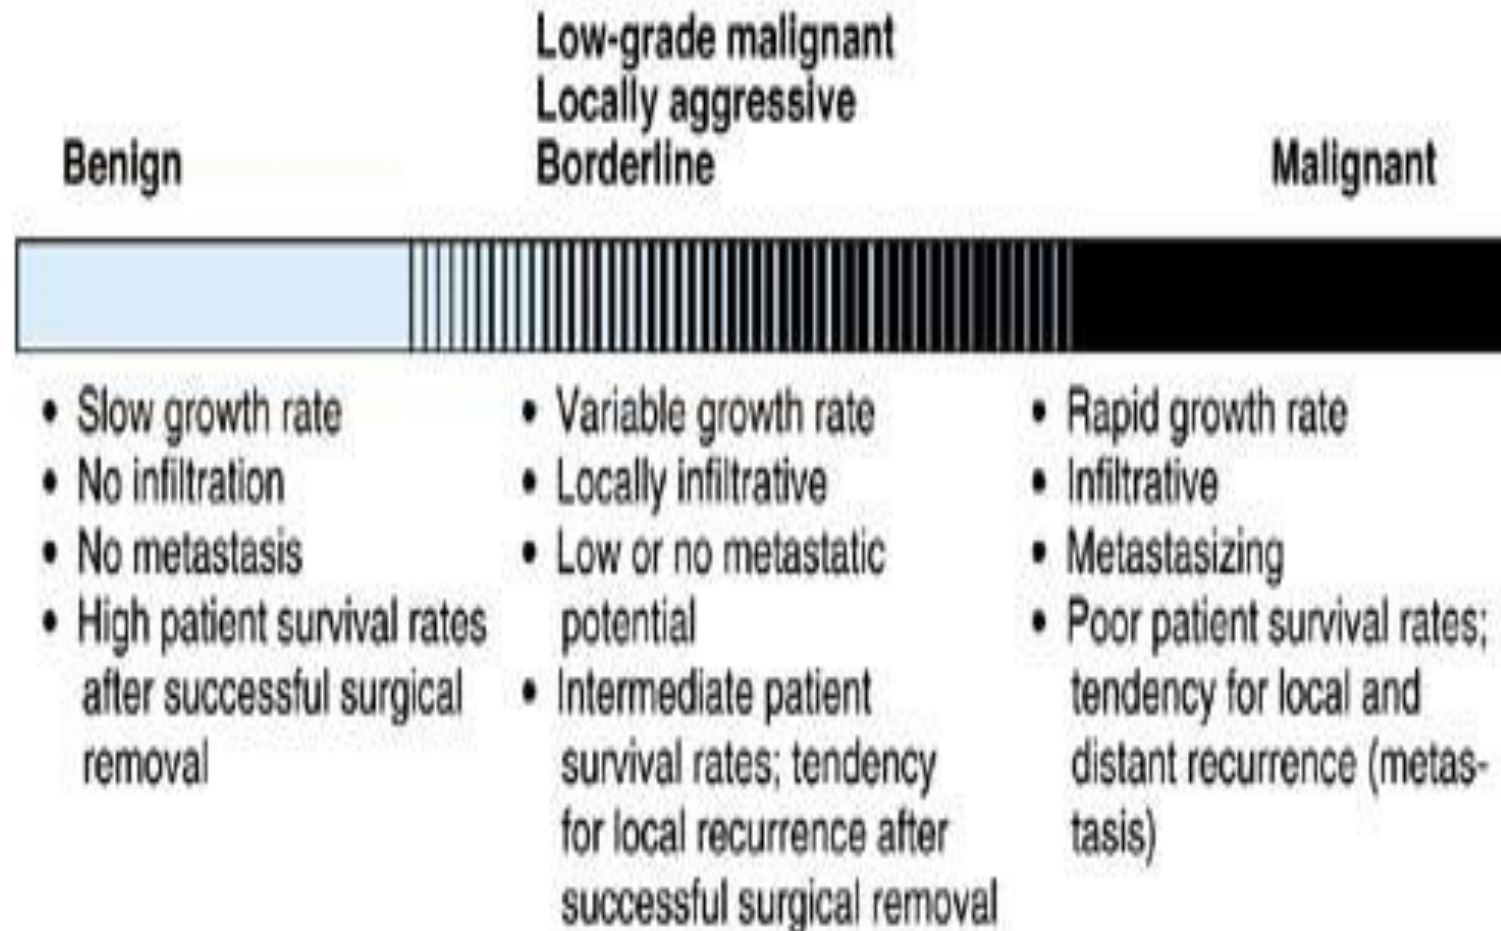 Low-grade malignant
Locally aggressive
Benign
Borderline
Malignant
• Slow growth rate
• No infiltration
• No metastasis
• High patient survival rates
after successful surgical
removal
• Variable growth rate
• Locally infiltrative
• Low or no metastatic
potential
• Intermediate patient
survival rates; tendency
for local recurrence after
successful surgical removal
• Rapid growth rate
• Infiltrative
• Metastasizing
• Poor patient survival rates;
tendency for local and
distant recurrence (metas-
tasis)